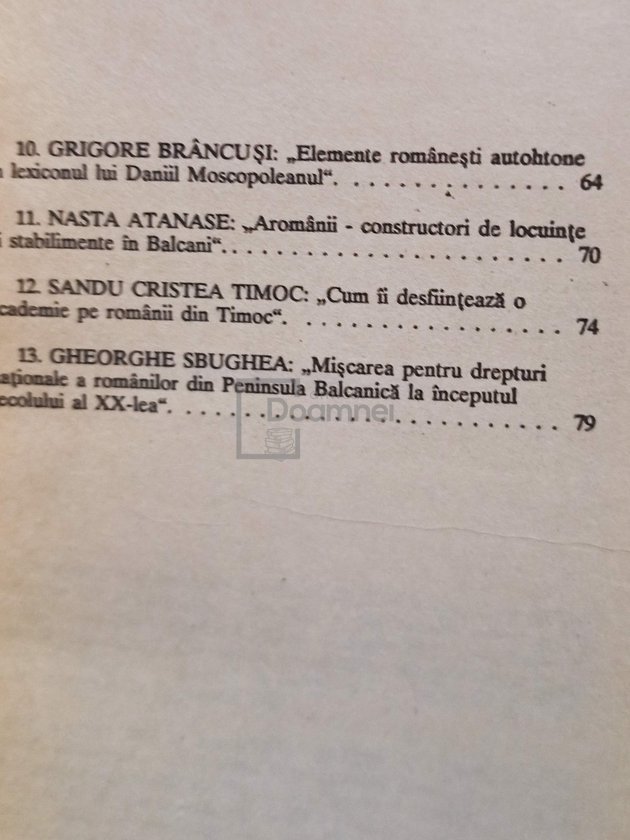 10. GRIGORE BRÂNCUŞI: „Elemente româneşti autohtone
lexiconul lui Daniil Moscopoleanul“. . . . . . . . . . . . . . 64
11. NASTA ATANASE: „Aromânii - constructori de locuinţe
i stabilimente în Balcani“. . . . . . . . . . . . . . . . . . . . . . 70
12. SANDU CRISTEA TIMOC: „Cum îi desfiinţează o
cademie pe românii din Timoc“. . . . . . . . . . . . . . . . . . 74
13. GHEORGHE SBUGHEA: „Mişcarea pentru drepturi
aţionale a românilor din Peninsula Balcanică la începutul
ecolului al XX-lea“. . . . . . . . . . . . . . . . . . . . . . . . . 79
Doamnei